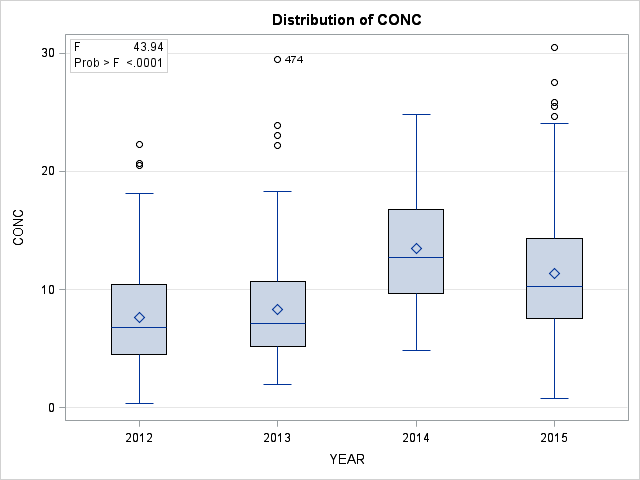 Distribution of CONC
F 43.94
Prob > F <.0001
30
474
20
CONC
10
0
2012 2013 2014 2015
YEAR